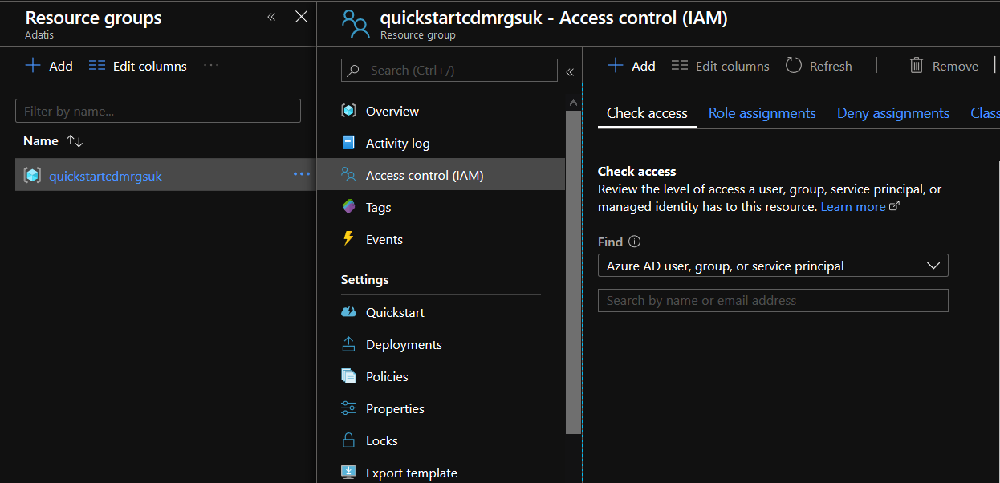 Resource groups
Adatis
Add
Edit columns
Filter by name...
Name
quickstartcdmrgsuk
quickstartcdmrgsuk - Access control (IAM)
Resource group
Search (Ctrl+/)
Overview
Activity log
Access control (IAM)
Tags
Events
Settings
Quickstart
Deployments
Policies
Properties
Locks
Export template
Add
Edit columns
Refresh
Remove
Check access
Role assignments
Deny assignments
Class
Check access
Review the level of access a user, group, service principal, or
managed identity has to this resource. Learn more
Find
Azure AD user, group, or service principal
Search by name or email address